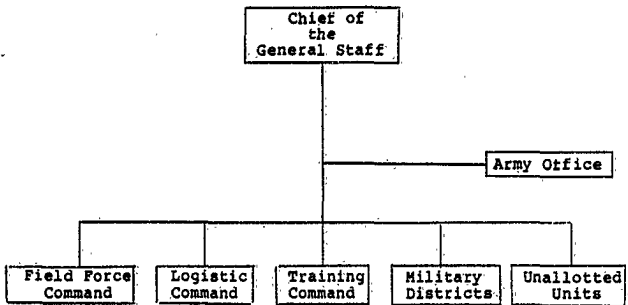 Chief of
the
General Staff
Army Office
Field Force
Command
Logistic
Command
Training
Command
Military
Districts
Unallotted
Units